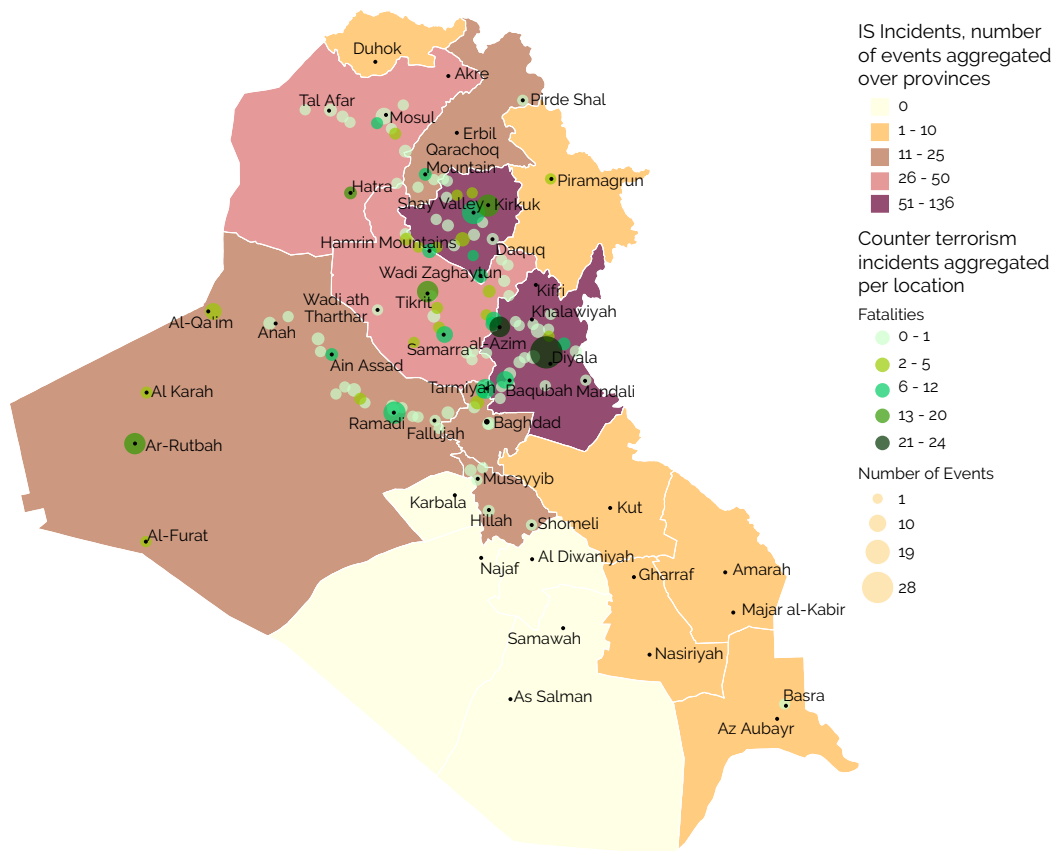 IS Incidents, number
of events aggregated
over provinces
0
1 - 10
11 - 25
26 - 50
51 - 136
Counter terrorism
incidents aggregated
per location
Fatalities
0 - 1
2 - 5
6 - 12
13 - 20
21 - 24
Number of Events
1
10
19
28
Duhok
Akre
Tal Afar
Pirde Shal
Mosul
Erbil
Qarachoq
Mountain
Piramagrun
Hatra
Shay Valley
Kirkuk
Hamrin Mountains
Daquq
Wadi Zaghaytun
Kifri
Wadi ath
Tharthar
Tikrit
Khalawiyah
Al-Qa'im
Anah
Samarra
al-Azim
Diyala
Ain Assad
Al Karah
Tarmiyah
Baqubah
Mandali
Ramadi
Fallujah
Baghdad
Ar-Rutbah
Musayyib
Karbala
Kut
Hillah
Shomeli
Al-Furat
Al Diwaniyah
Najaf
Gharraf
Amarah
Majar al-Kabir
Samawah
Nasiriyah
As Salman
Basra
Az Aubayr